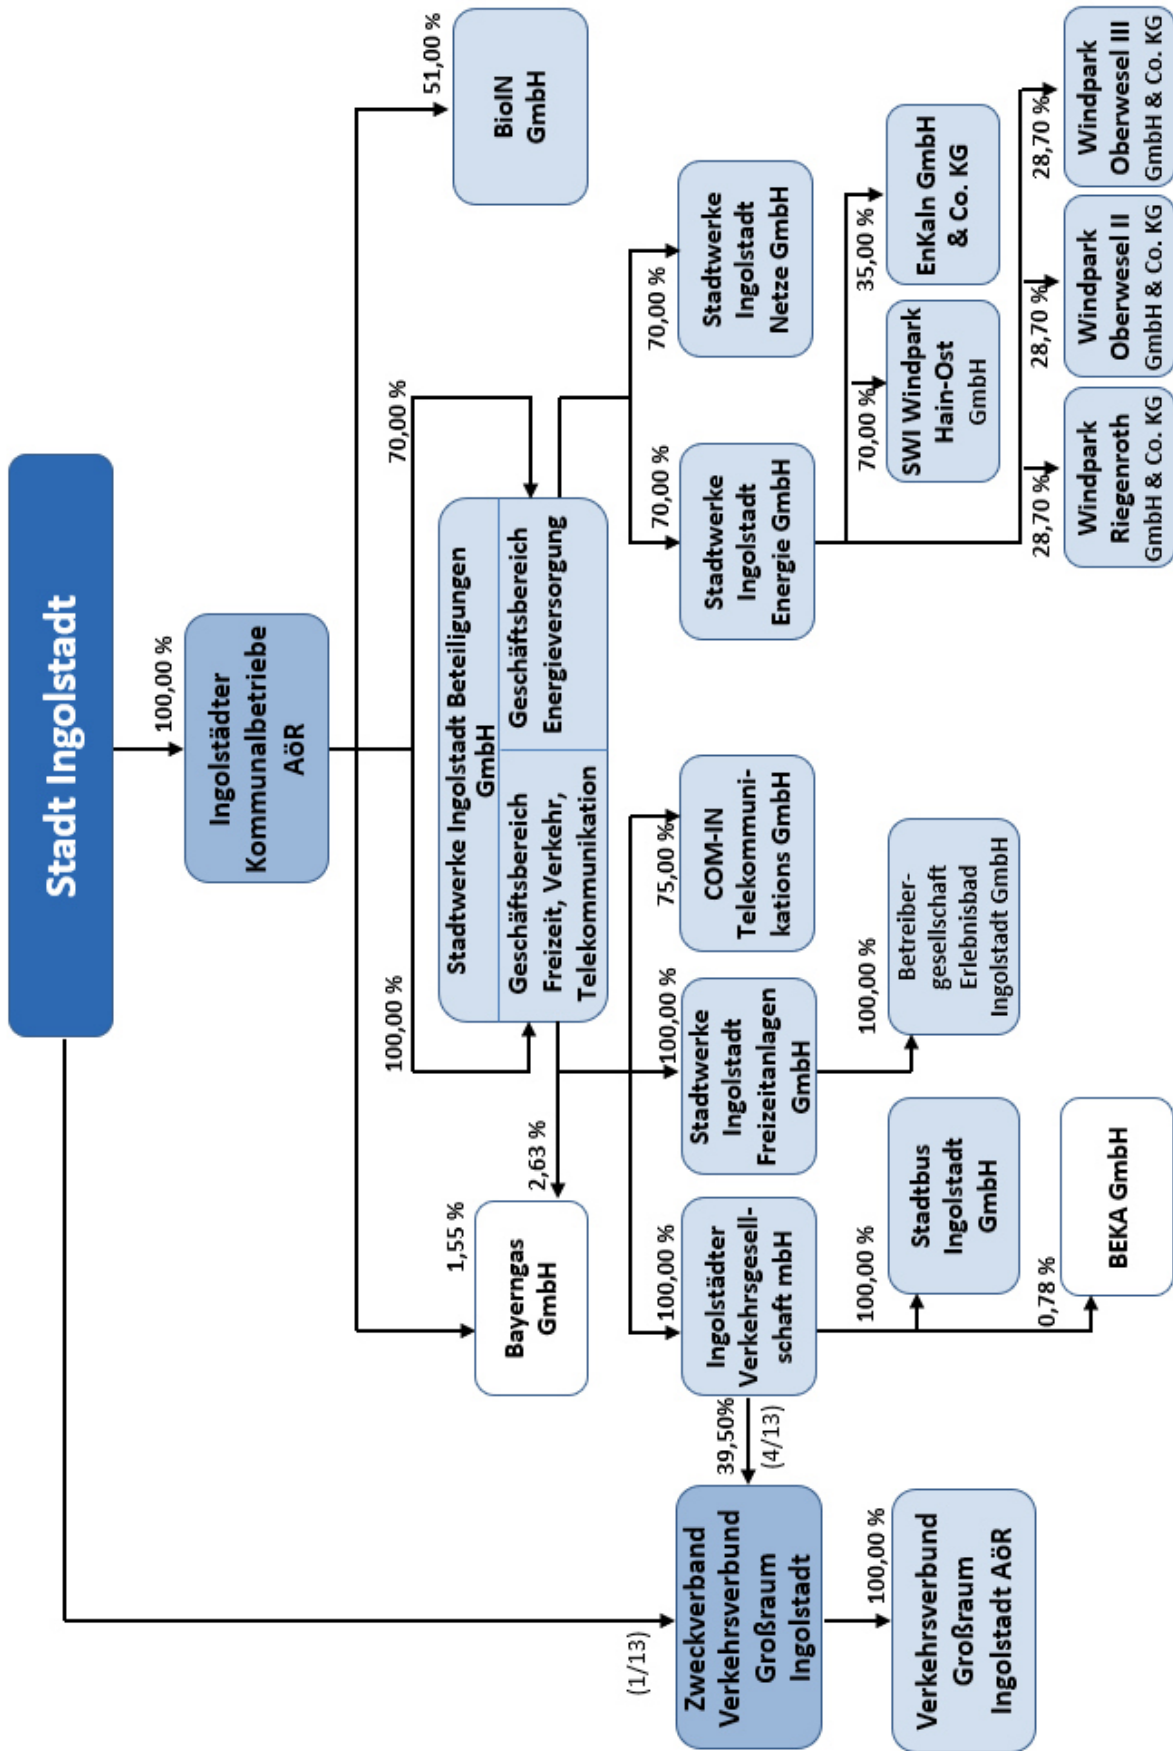 Stadt Ingolstadt
100,00 %
Ingolstädter
Kommunalbetriebe
AöR
1,55 %
Bayerngas
GmbH
100,00 %
70,00 %
Stadtwerke Ingolstadt Beteiligungen
GmbH
Geschäftsbereich
Freizeit, Verkehr,
Telekommunikation
Geschäftsbereich
Energieversorgung
51,00 %
BioIN
GmbH
2,63 %
(1/13)
Zweckverband
Verkehrsverbund
Großraum
Ingolstadt
39,50%
(4/13)
100,00 %
Ingolstädter
Verkehrsgesell-
schaft mbH
100,00 %
Stadtwerke
Ingolstadt
Freizeitanlagen
GmbH
75,00 %
COM-IN
Telekommuni-
kations GmbH
70,00 %
Stadtwerke
Ingolstadt
Energie GmbH
70,00 %
Stadtwerke
Ingolstadt
Netze GmbH
100,00 %
Verkehrsverbund
Großraum
Ingolstadt AöR
100,00 %
Stadtbus
Ingolstadt
GmbH
100,00 %
Betreiber-
gesellschaft
Erlebnisbad
Ingolstadt GmbH
70,00 %
SWI Windpark
Hain-Ost
GmbH
35,00 %
EnKaIn GmbH
& Co. KG
0,78 %
BEKA GmbH
28,70 %
Windpark
Riegenroth
GmbH & Co. KG
28,70 %
Windpark
Oberwesel II
GmbH & Co. KG
28,70 %
Windpark
Oberwesel III
GmbH & Co. KG